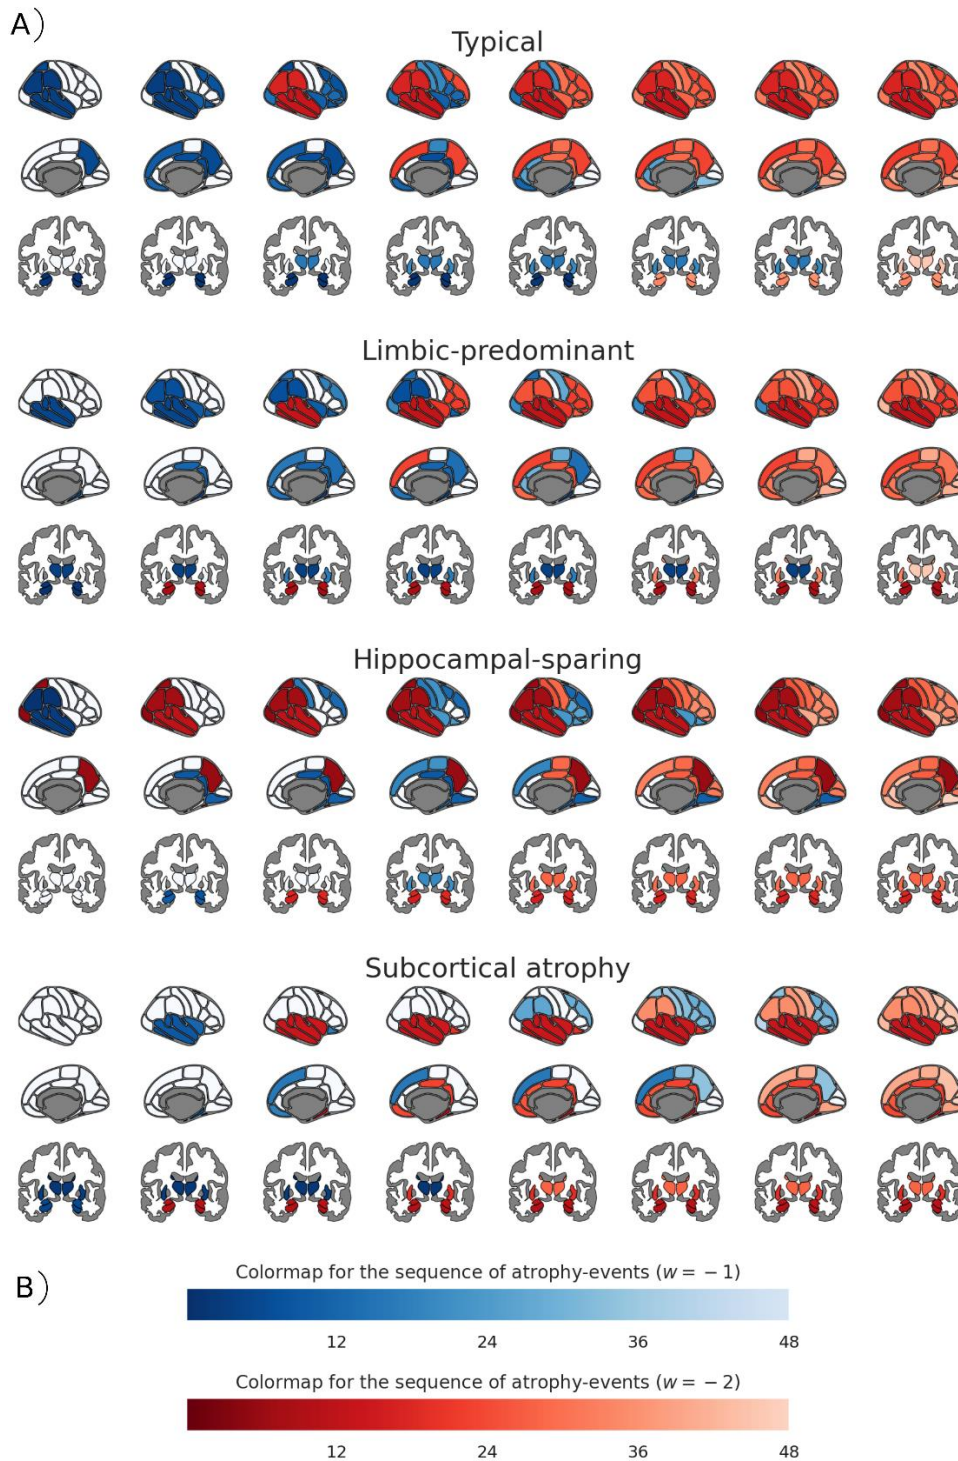 A)
Typical
Limbic-predominant
Hippocampal-sparing
Subcortical atrophy
B)
Colormap for the sequence of atrophy-events (w = −1)
12 24 36 48
Colormap for the sequence of atrophy-events (w = −2)
12 24 36 48